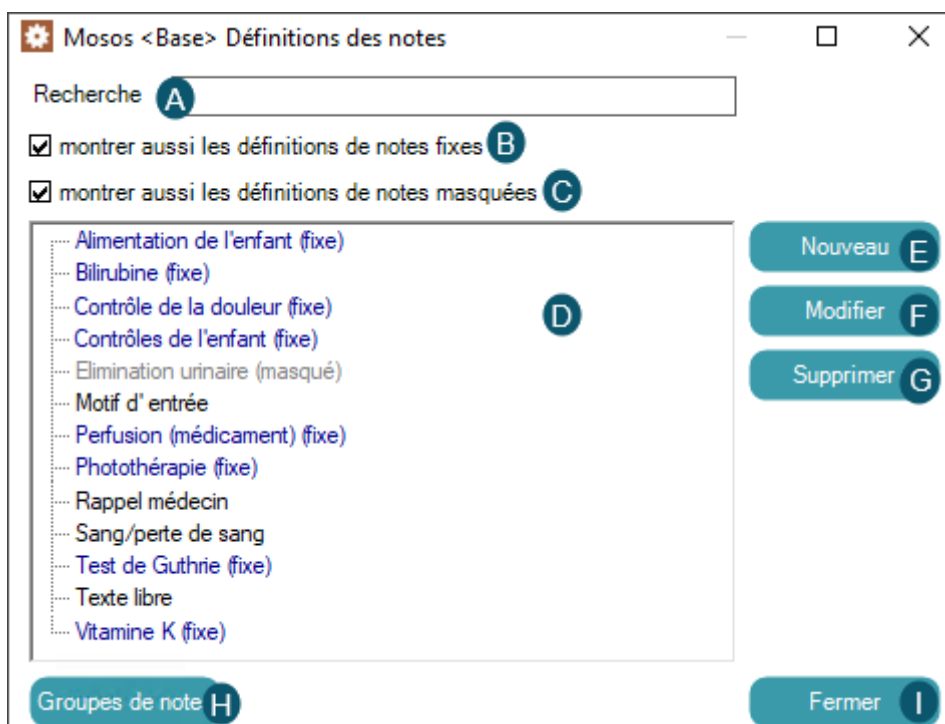 Mosos <Base> Définitions des notes
Recherche A
montrer aussi les définitions de notes fixes B
montrer aussi les définitions de notes masquées C
Alimentation de l'enfant (fixe)
Bilirubine (fixe)
Contrôle de la douleur (fixe)
Contrôles de l'enfant (fixe)
Elimination urinaire (masqué)
Motif d' entrée
Perfusion (médicament) (fixe)
Photothérapie (fixe)
Rappel médecin
Sang/perte de sang
Test de Guthrie (fixe)
Texte libre
Vitamine K (fixe)
D
Nouveau E
Modifier F
Supprimer G
Groupes de note H
Fermer I